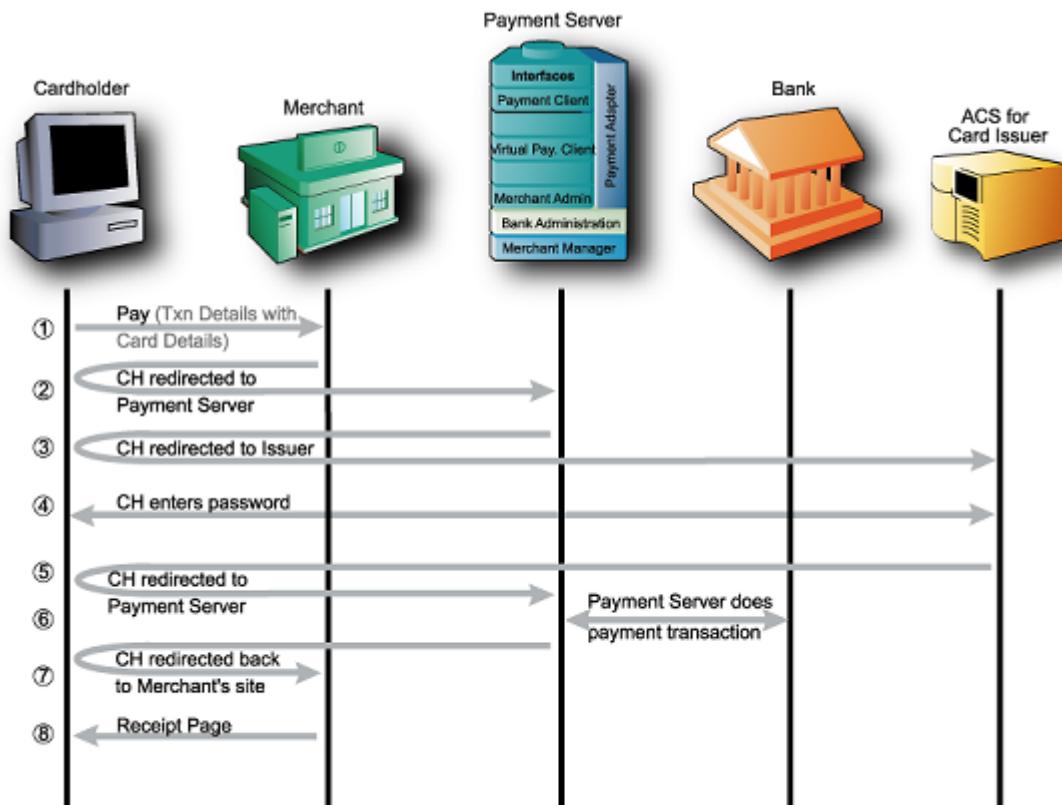 Payment Server
Cardholder
Merchant
Bank
ACS for
Card Issuer
Interfaces
Payment Client
Virtual Pay. Client
Merchant Admin
Payment Adapter
Bank Administration
Merchant Manager
① Pay (Txn Details with
Card Details)
② CH redirected to
Payment Server
③ CH redirected to Issuer
④ CH enters password
⑤ CH redirected to
Payment Server
⑥ Payment Server does
payment transaction
⑦ CH redirected back
to Merchant's site
⑧ Receipt Page